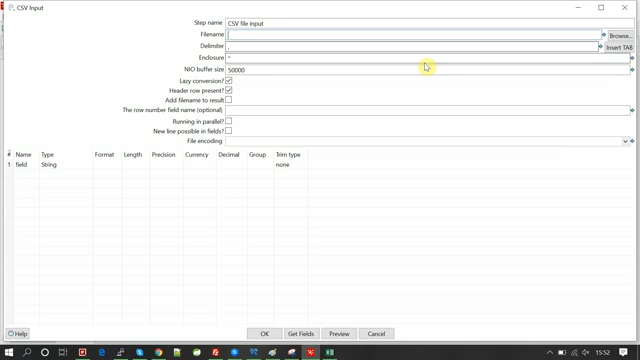 CSV Input
Step name CSV file input
Filename Browse...
Delimiter , Insert TAB
Enclosure "
NIO buffer size 50000
Lazy conversion?
Header row present?
Add filename to result
The row number field name (optional)
Running in parallel?
New line possible in fields?
File encoding
# Name Type Format Length Precision Currency Decimal Group Trim type
1 field String none
Help OK Get Fields Preview Cancel
15:52